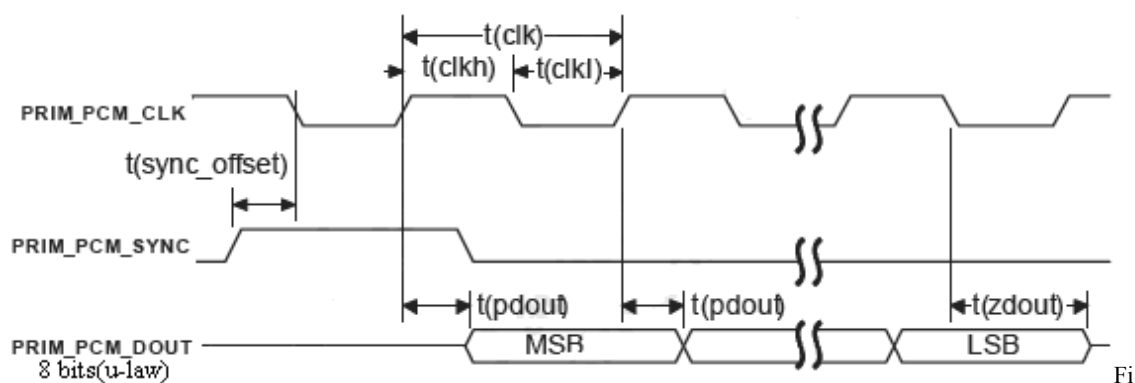 t(clk)
t(clkh) t(clkl)
PRIM_PCM_CLK
t(sync_offset)
PRIM_PCM_SYNC
t(pdout) t(pdout) t(zdout)
PRIM_PCM_DOUT MSB LSB
8 bits(u-law)
Fi